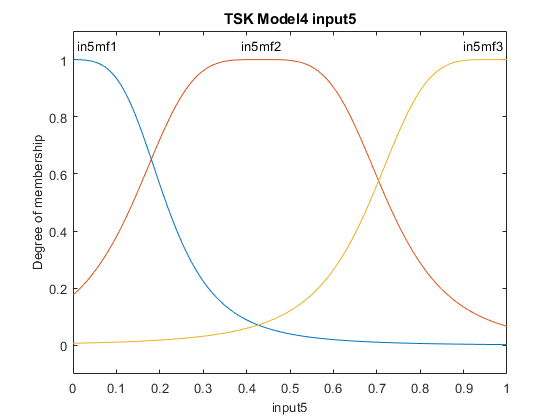 TSK Model4 input5
in5mf1 in5mf2 in5mf3
1
0.8
0.6
0.4
0.2
0
Degree of membership
0 0.1 0.2 0.3 0.4 0.5 0.6 0.7 0.8 0.9 1
input5